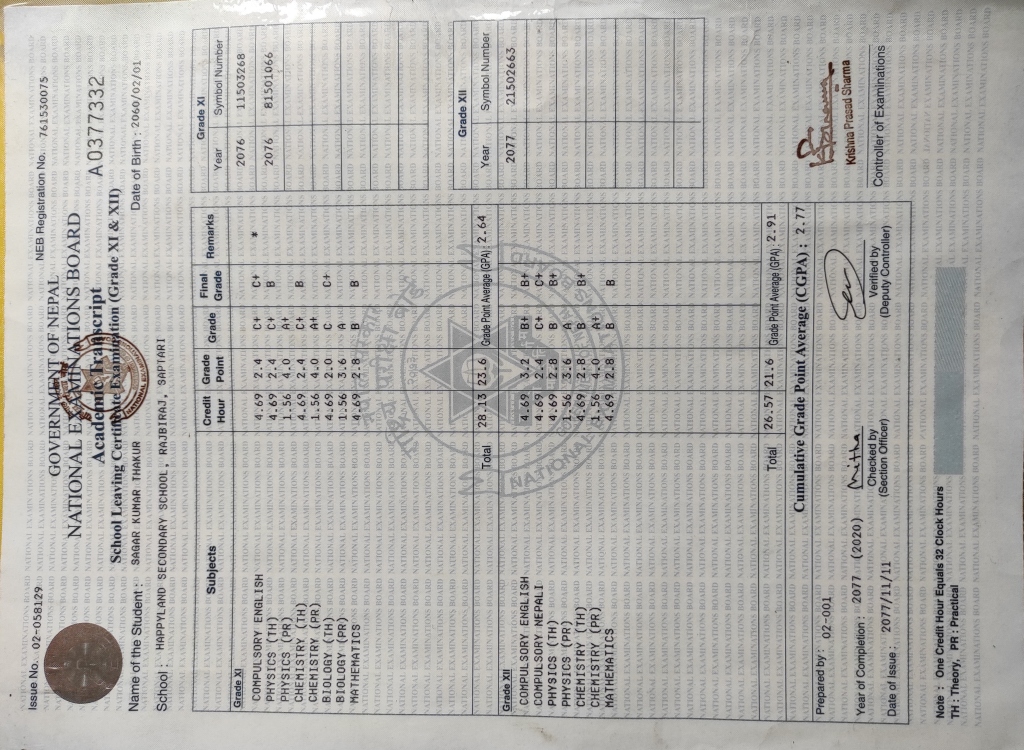 Issue No. 02-058129
NEB Registration No. 761530075
GOVERNMENT OF NEPAL
NATIONAL EXAMINATIONS BOARD
Academic Transcript
A0377332
School Leaving Certificate Examination (Grade XI & XII)
Name of the Student : SAGAR KUMAR THAKUR
Date of Birth : 2060/02/01
School : HAPPYLAND SECONDARY SCHOOL, RAJBIRAJ, SAPTARI
Subjects Credit Hour Grade Point Grade Final Grade Remarks
Grade XI
COMPULSORY ENGLISH 4.69 2.4 C+ C+ *
PHYSICS (TH) 4.69 2.4 C+ B
PHYSICS (PR) 1.56 4.0 A+
CHEMISTRY (TH) 4.69 2.4 C+ B
CHEMISTRY (PR) 1.56 4.0 A+
BIOLOGY (TH) 4.69 2.0 C C+
BIOLOGY (PR) 1.56 3.6 A
MATHEMATICS 4.69 2.8 B B
Total 28.13 23.6 Grade Point Average (GPA) : 2.64
Grade XII
COMPULSORY ENGLISH 4.69 3.2 B+ B+
COMPULSORY NEPALI 4.69 2.4 C+ C+
PHYSICS (TH) 4.69 2.8 B B+
PHYSICS (PR) 1.56 3.6 A
CHEMISTRY (TH) 4.69 2.8 B B+
CHEMISTRY (PR) 1.56 4.0 A+
MATHEMATICS 4.69 2.8 B B
Total 26.57 21.6 Grade Point Average (GPA) : 2.91
Cumulative Grade Point Average (CGPA) : 2.77
Grade XI
Year Symbol Number
2076 11503268
2076 81501066
Grade XII
Year Symbol Number
2077 21502663
नेपाल सरकार
राष्ट्रिय परीक्षा बोर्ड
NATIONAL EXAMINATIONS BOARD
Prepared by : 02-001
Year of Completion : 2077 (2020)
Date of Issue : 2077/11/11
Mitha
Checked by
(Section Officer)
Verified by
(Deputy Controller)
Krishna Prasad Sharma
Controller of Examinations
Note : One Credit Hour Equals 32 Clock Hours
TH : Theory, PR : Practical